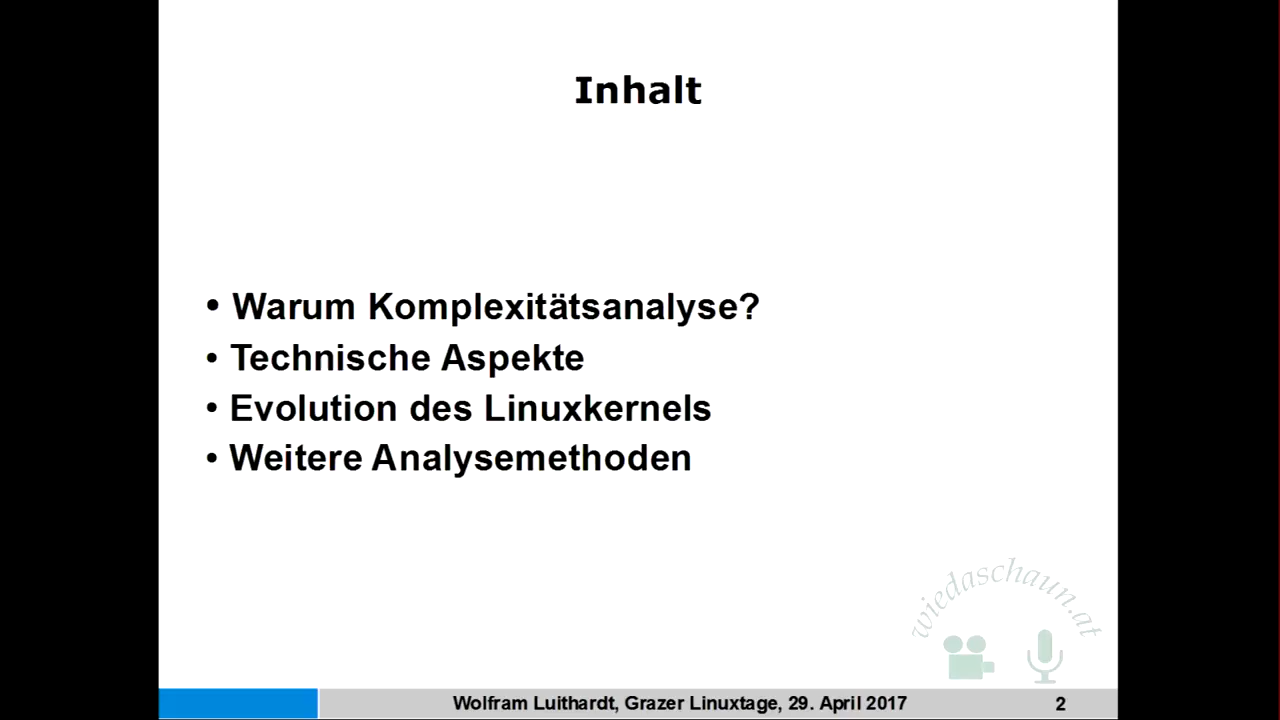 Inhalt
• Warum Komplexitätsanalyse?
• Technische Aspekte
• Evolution des Linuxkernels
• Weitere Analysemethoden
wiedaschaun.at
Wolfram Luithardt, Grazer Linuxtage, 29. April 2017
2